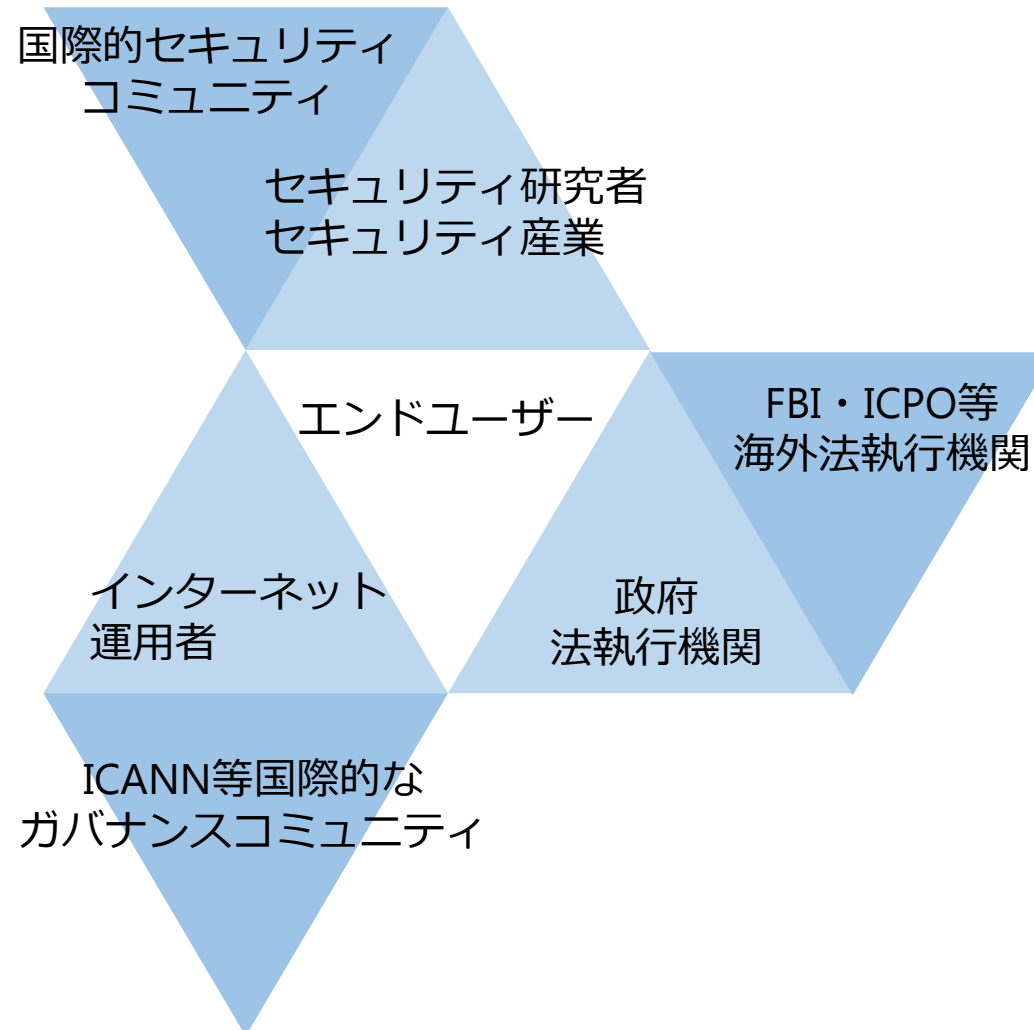 国際的セキュリティ
コミュニティ
セキュリティ研究者
セキュリティ産業
エンドユーザー
FBI・ICPO等
海外法執行機関
インターネット
運用者
政府
法執行機関
ICANN等国際的な
ガバナンスコミュニティ